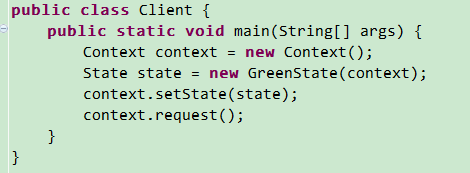 public class Client {
    public static void main(String[] args) {
        Context context = new Context();
        State state = new GreenState(context);
        context.setState(state);
        context.request();
    }
}